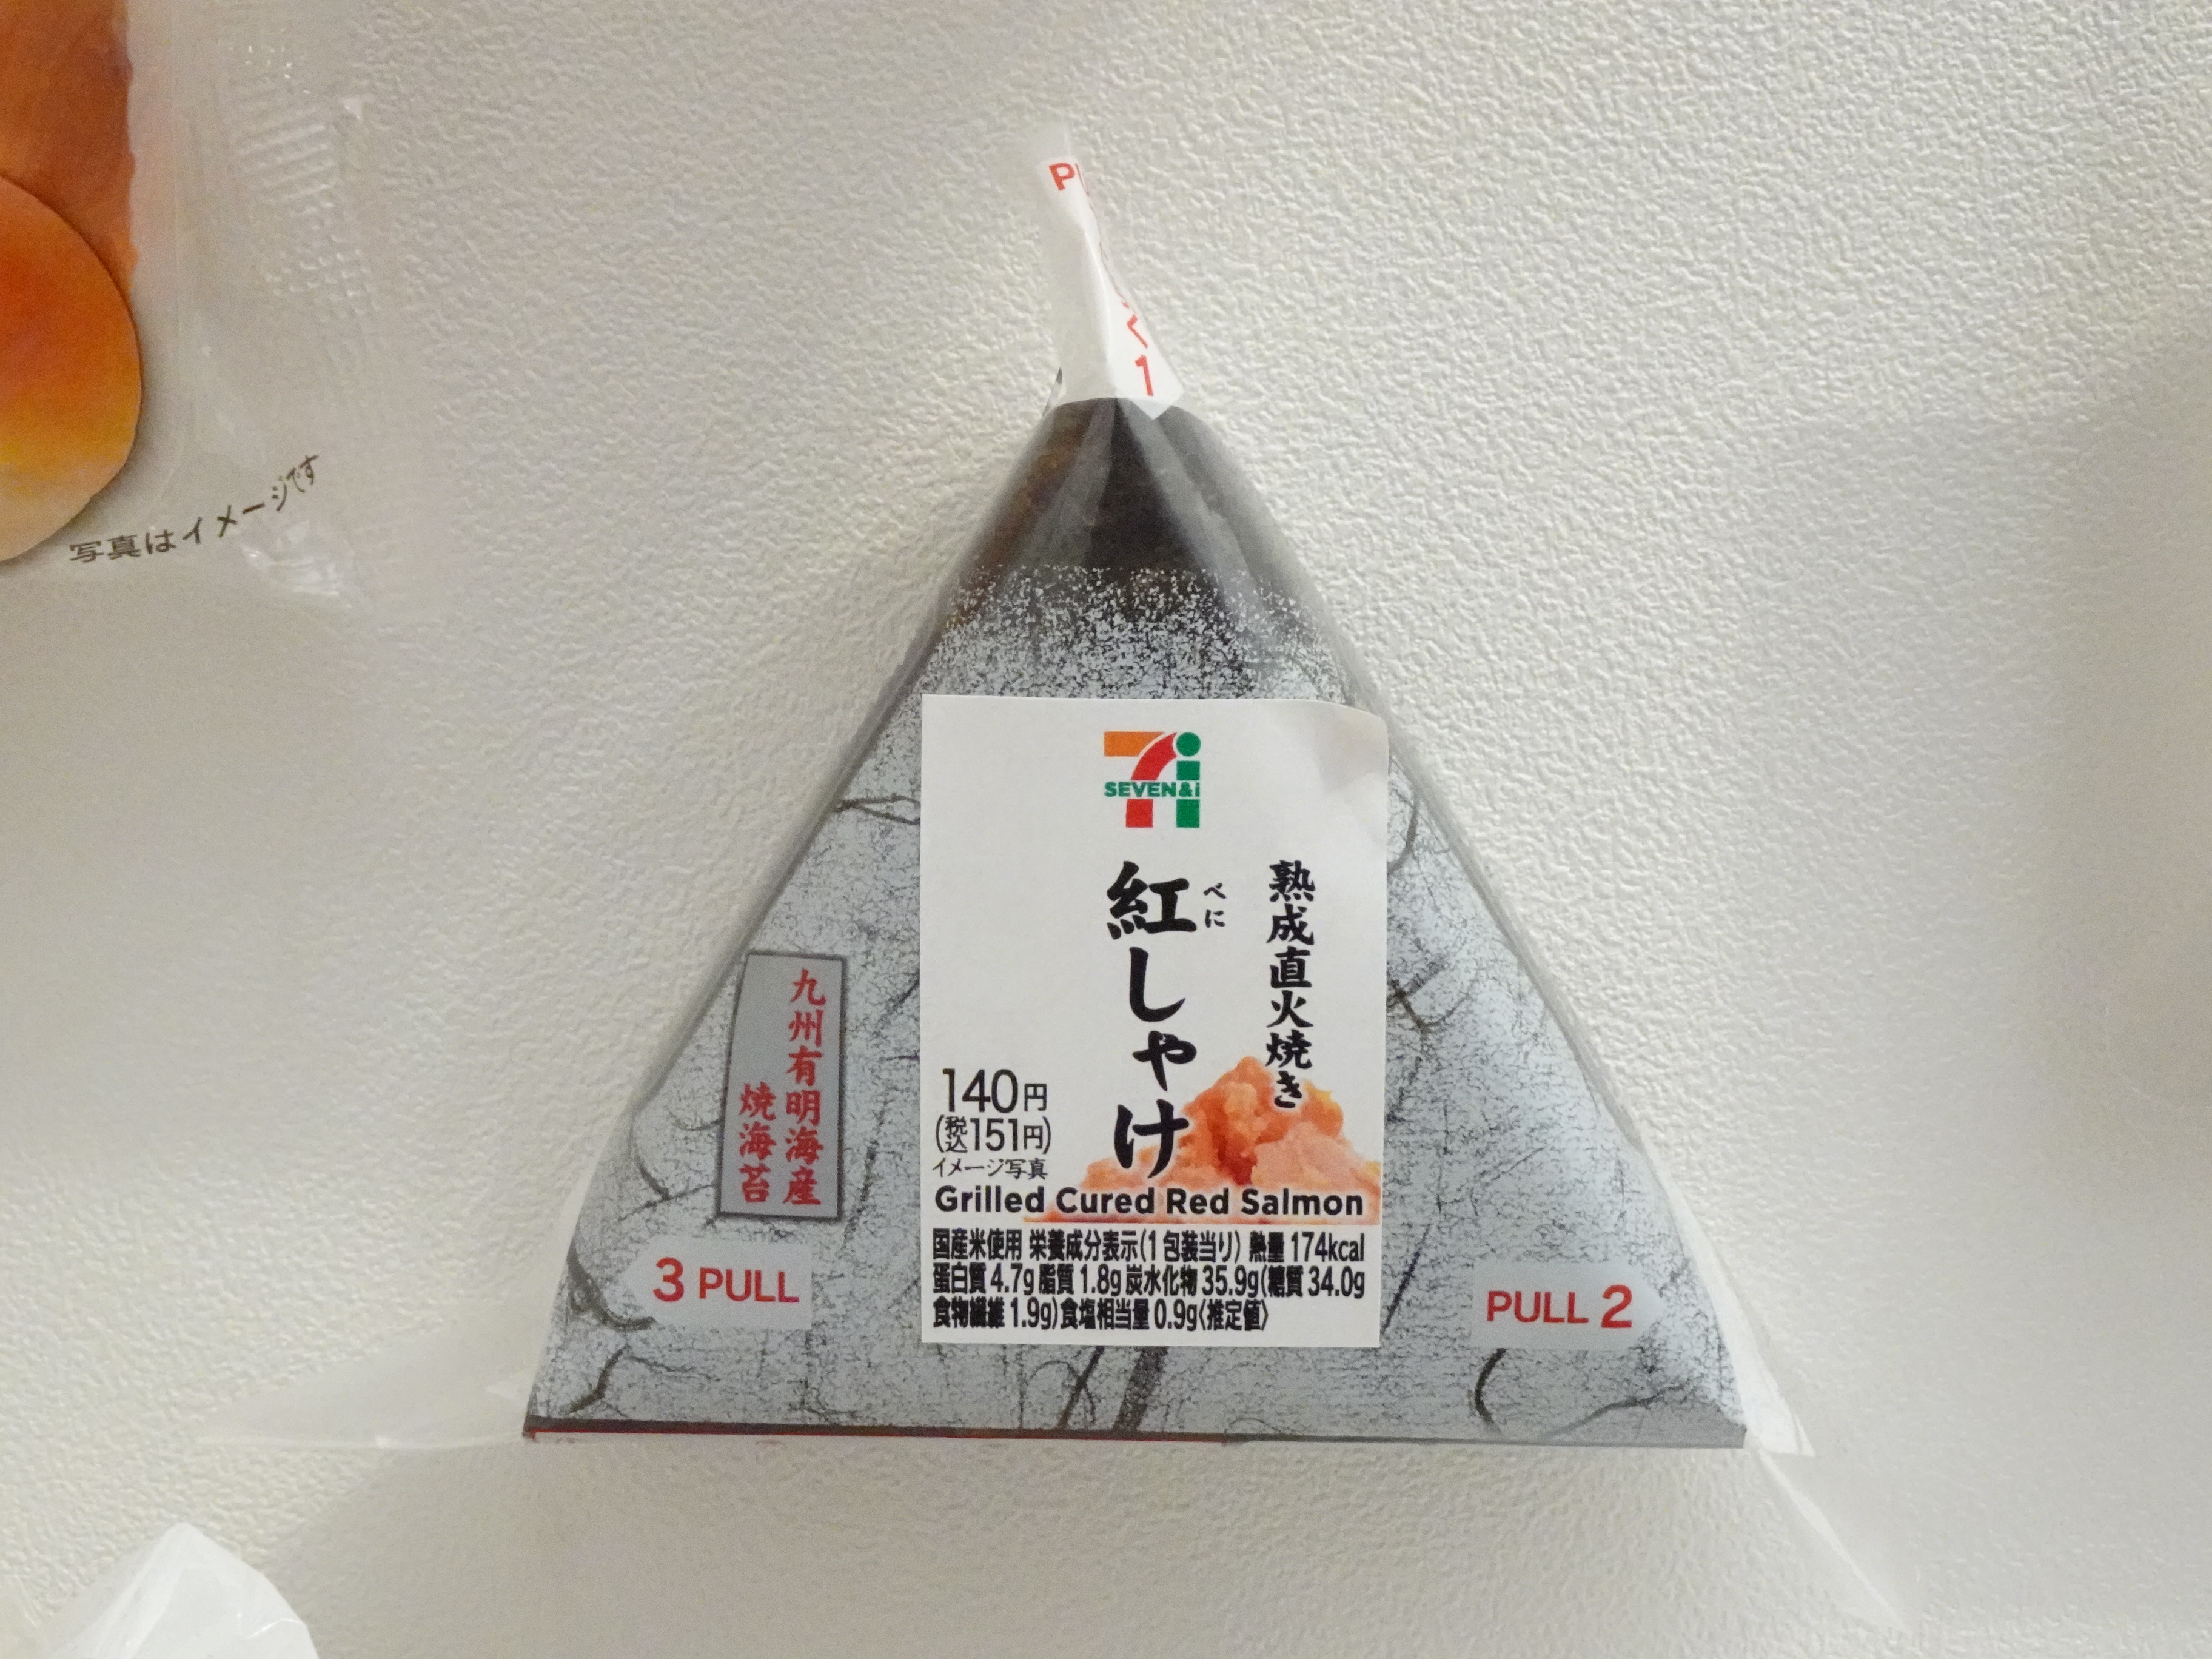 く
1
写真はイメージです
SEVEN&i
熟成直火焼き
紅しゃけ
べに
九州有明海産
焼海苔
140円
(税込151円)
イメージ写真
Grilled Cured Red Salmon
国産米使用 栄養成分表示(1包装当り) 熱量174kcal
蛋白質4.7g脂質1.8g炭水化物35.9g(糖質34.0g
食物繊維1.9g)食塩相当量0.9g〈推定値〉
3 PULL
PULL 2